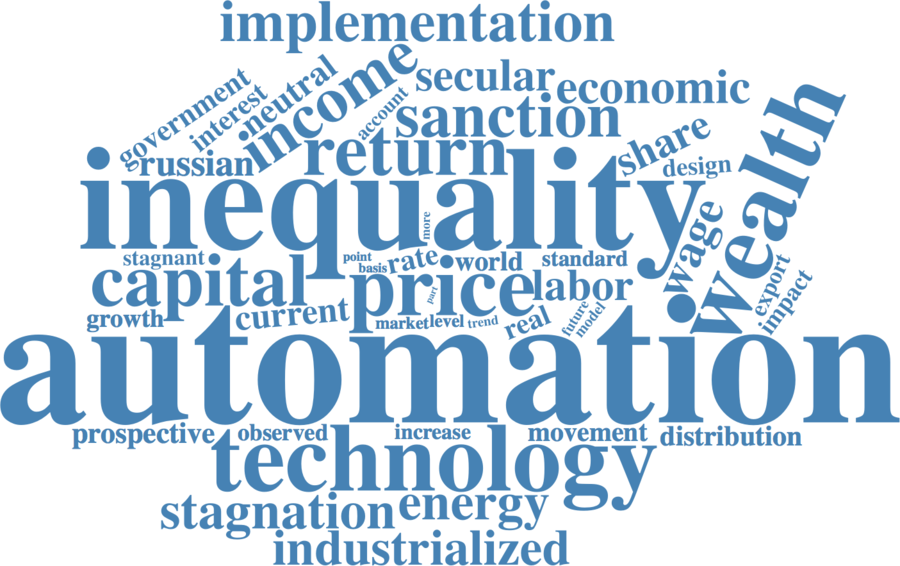 implementation
secular
economic
income
neutral
government
interest
account
sanction
russian
return
share
design
wealth
inequality
wage
more
stagnant
point
basis
rate
world
standard
capital
price
part
labor
export
impact
growth
current
market
level
trend
real
future
model
automation
prospective
observed
increase
movement
distribution
technology
stagnation
energy
industrialized